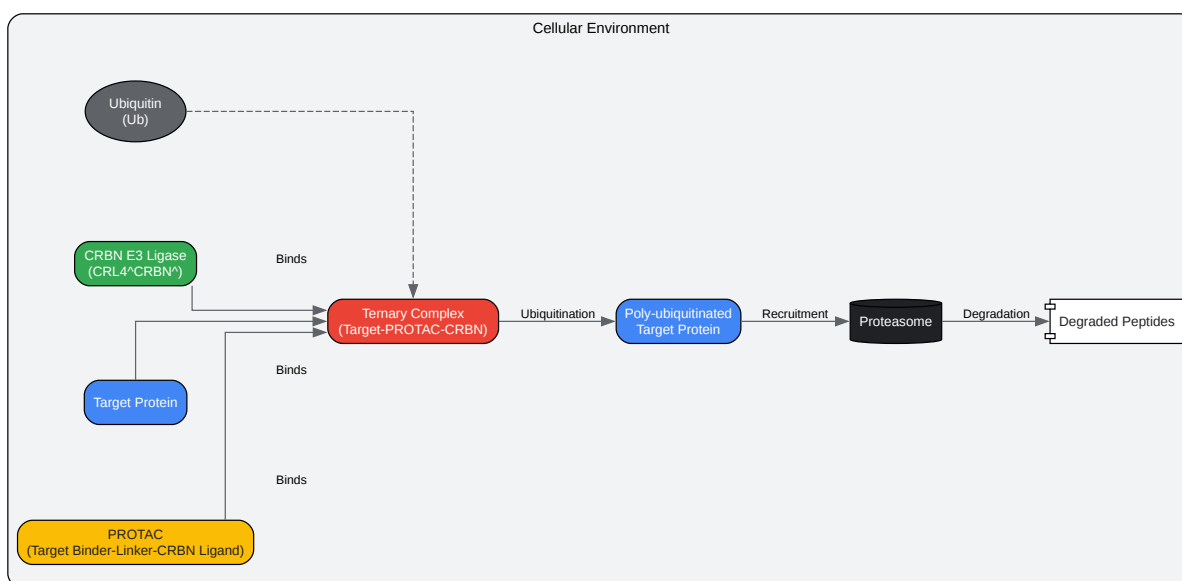 Cellular Environment
Ubiquitin
(Ub)
CRBN E3 Ligase
(CRL4^CRBN^)
Binds
Ternary Complex
(Target-PROTAC-CRBN)
Ubiquitination
Poly-ubiquitinated
Target Protein
Recruitment
Proteasome
Degradation
Degraded Peptides
Binds
Target Protein
Binds
PROTAC
(Target Binder-Linker-CRBN Ligand)